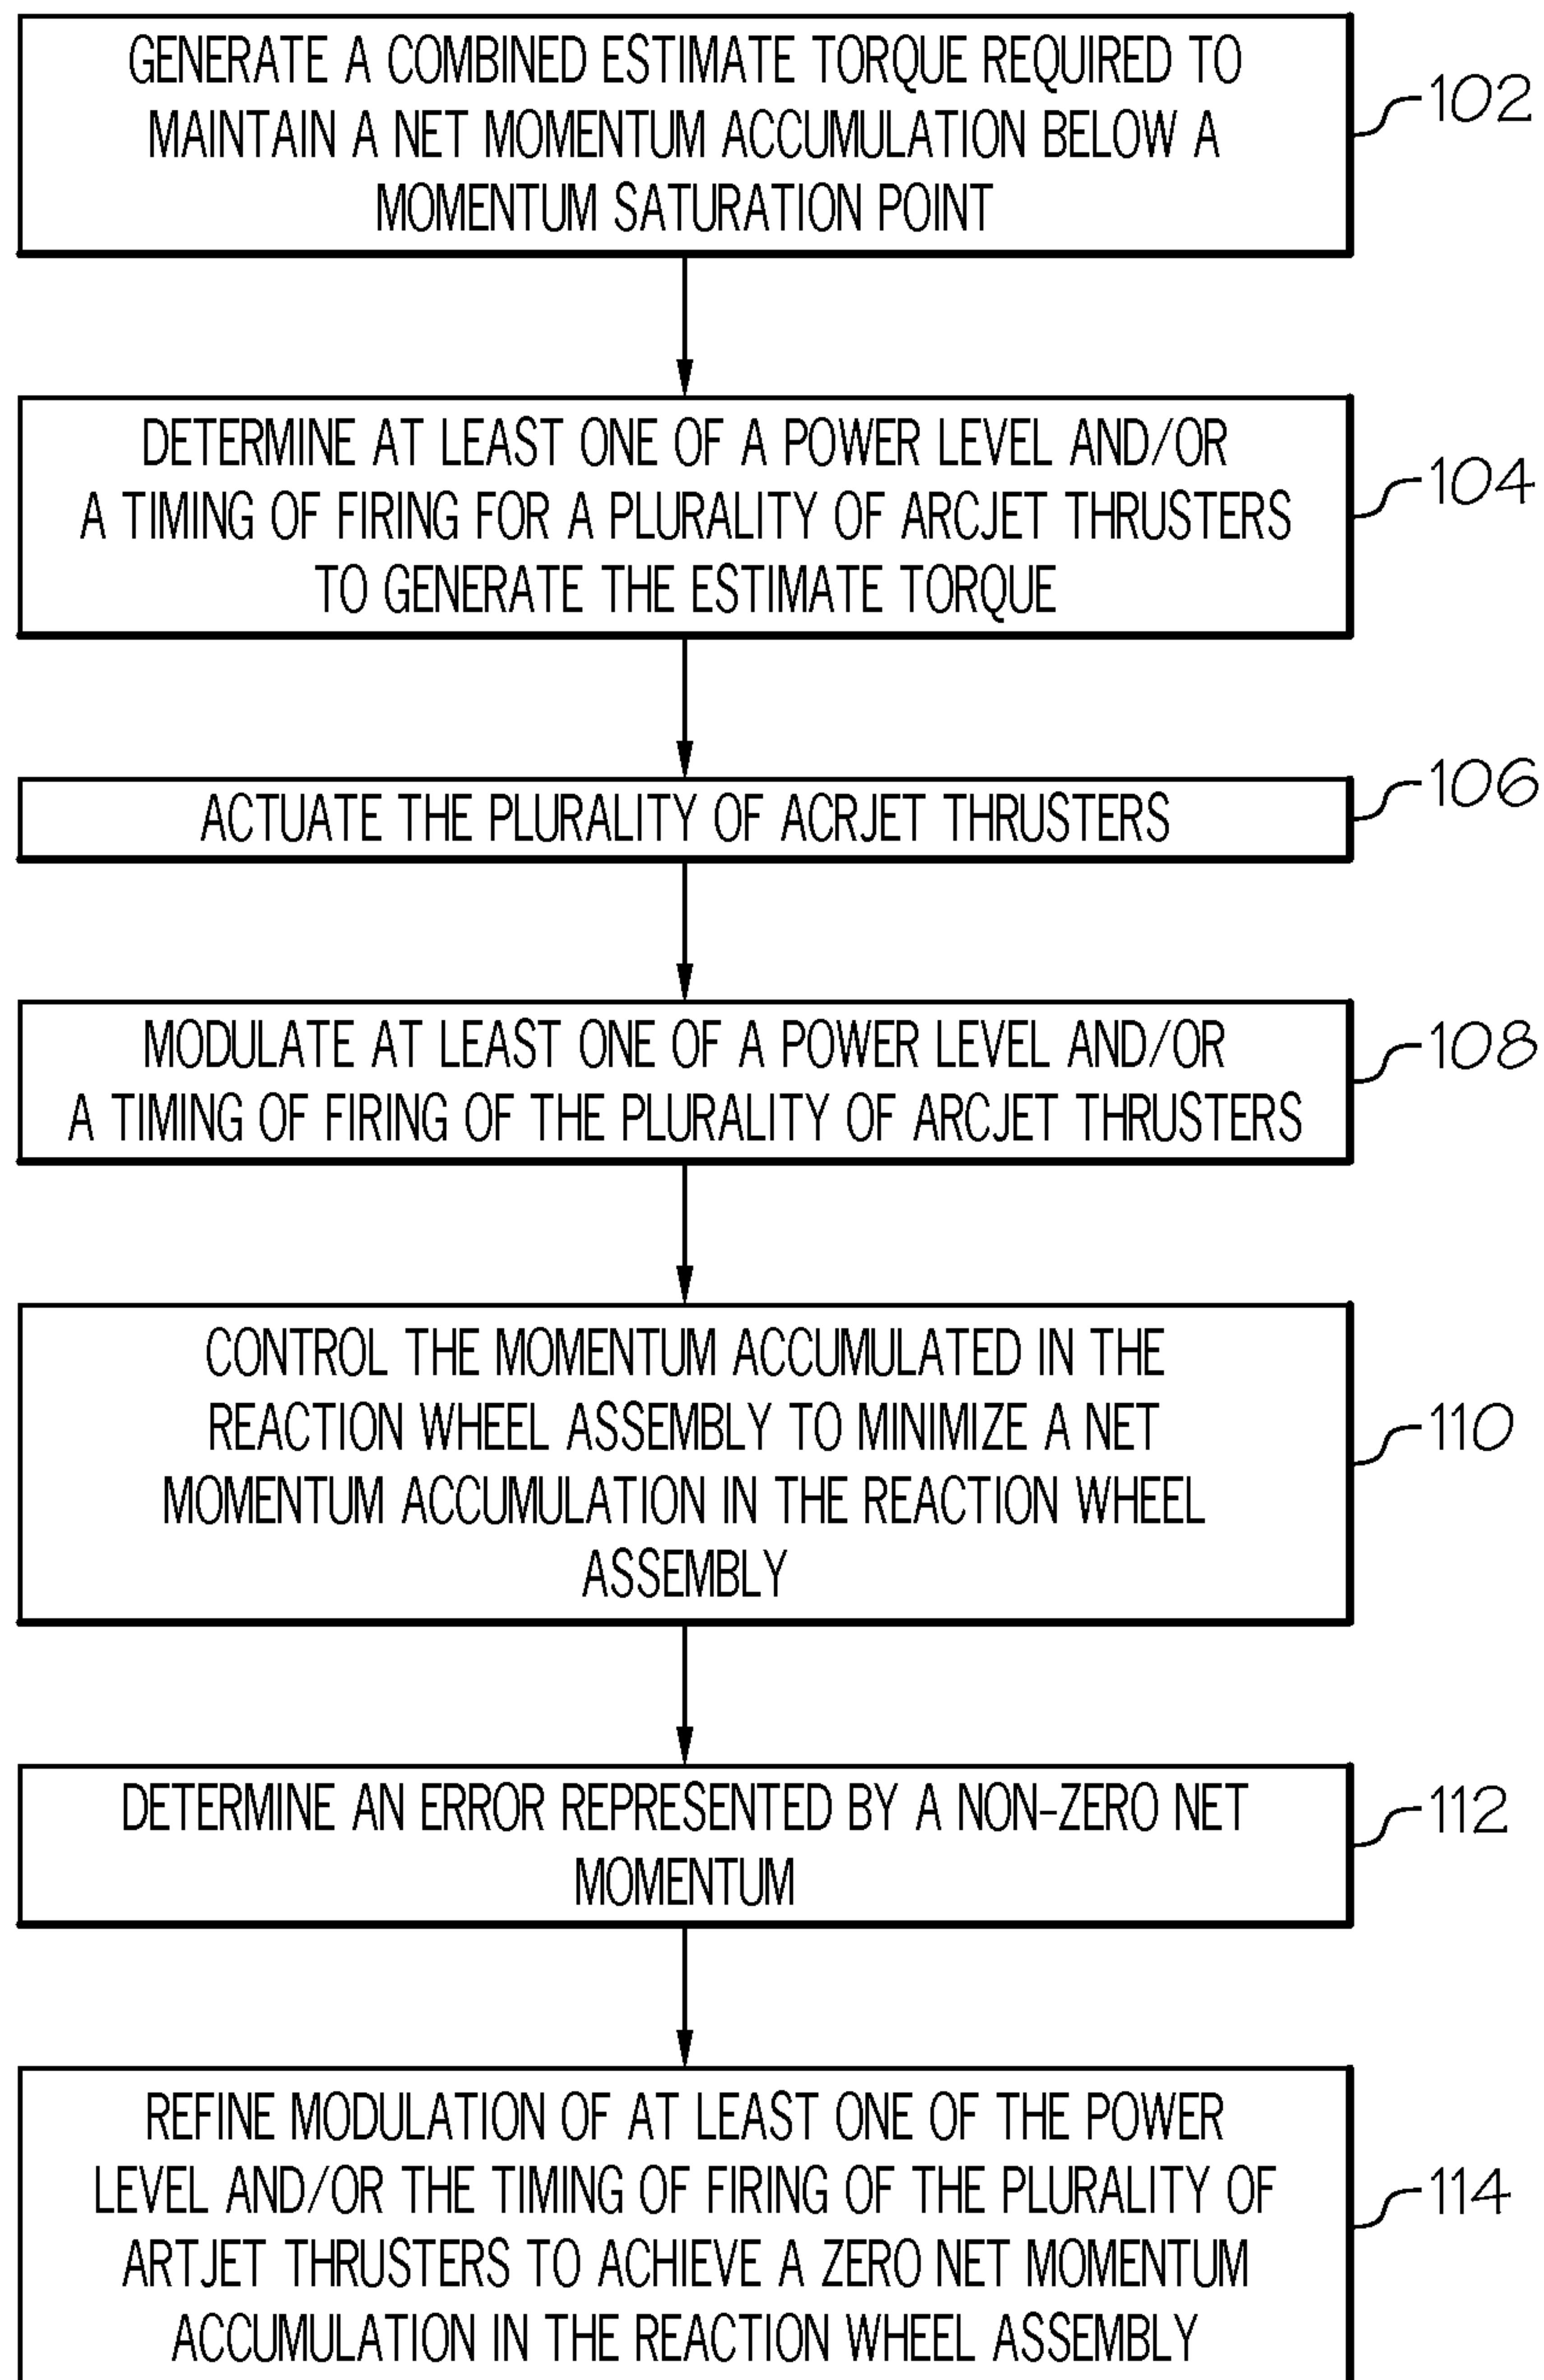 GENERATE A COMBINED ESTIMATE TORQUE REQUIRED TO
MAINTAIN A NET MOMENTUM ACCUMULATION BELOW A
MOMENTUM SATURATION POINT
102
DETERMINE AT LEAST ONE OF A POWER LEVEL AND/OR
A TIMING OF FIRING FOR A PLURALITY OF ARCJET THRUSTERS
TO GENERATE THE ESTIMATE TORQUE
104
ACTUATE THE PLURALITY OF ACRJET THRUSTERS
106
MODULATE AT LEAST ONE OF A POWER LEVEL AND/OR
A TIMING OF FIRING OF THE PLURALITY OF ARCJET THRUSTERS
108
CONTROL THE MOMENTUM ACCUMULATED IN THE
REACTION WHEEL ASSEMBLY TO MINIMIZE A NET
MOMENTUM ACCUMULATION IN THE REACTION WHEEL
ASSEMBLY
110
DETERMINE AN ERROR REPRESENTED BY A NON-ZERO NET
MOMENTUM
112
REFINE MODULATION OF AT LEAST ONE OF THE POWER
LEVEL AND/OR THE TIMING OF FIRING OF THE PLURALITY OF
ARTJET THRUSTERS TO ACHIEVE A ZERO NET MOMENTUM
ACCUMULATION IN THE REACTION WHEEL ASSEMBLY
114